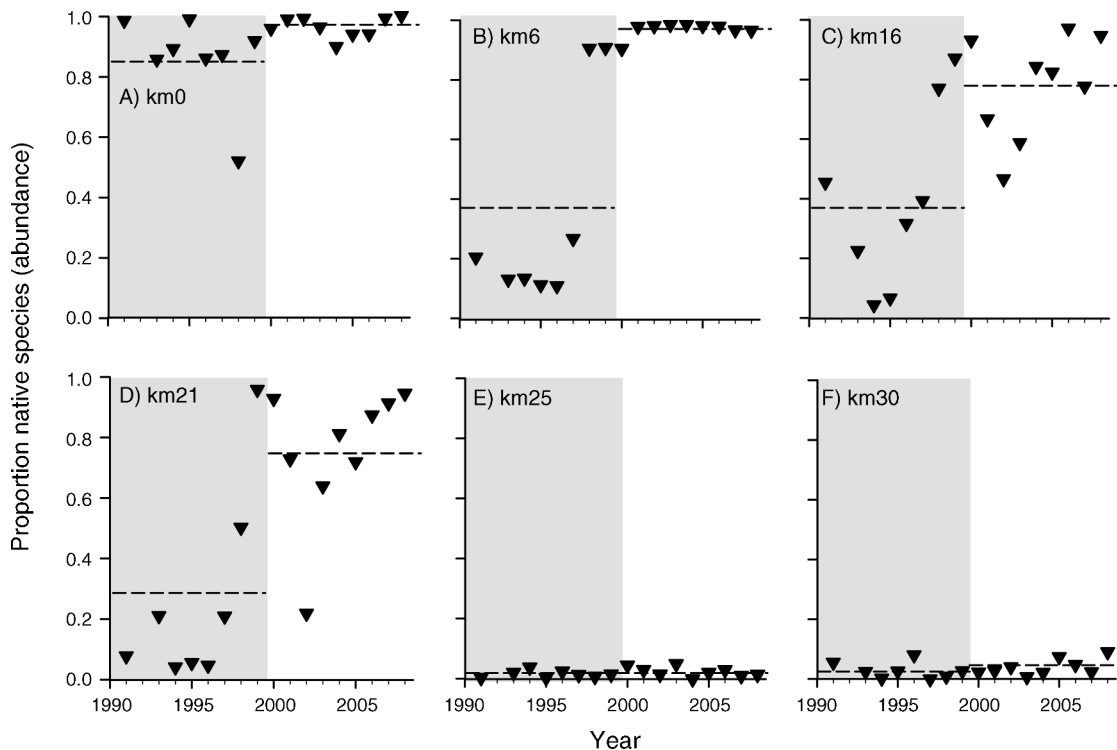 Proportion native species (abundance)
1.0
0.8
0.6
0.4
0.2
0.0
A) km0
B) km6
C) km16
1.0
0.8
0.6
0.4
0.2
0.0
D) km21
E) km25
F) km30
1990 1995 2000 2005
1990 1995 2000 2005
1990 1995 2000 2005
Year